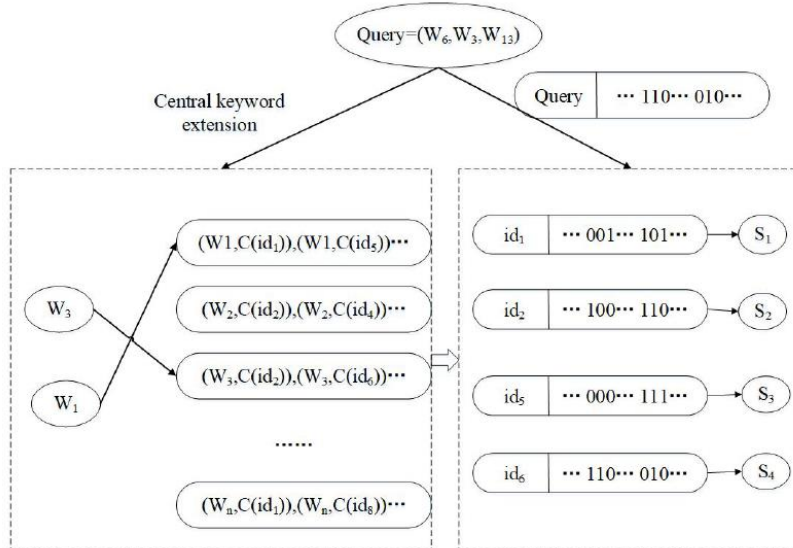 Query=(W₆,W₃,W₁₃)
Central keyword
extension
Query ··· 110··· 010···
(W1,C(id₁)),(W1,C(id₅))···
(W₂,C(id₂)),(W₂,C(id₄))···
W₃
(W₃,C(id₂)),(W₃,C(id₆))···
W₁
······
(Wₙ,C(id₁)),(Wₙ,C(id₈))···
id₁ ··· 001··· 101··· S₁
id₂ ··· 100··· 110··· S₂
id₅ ··· 000··· 111··· S₃
id₆ ··· 110··· 010··· S₄